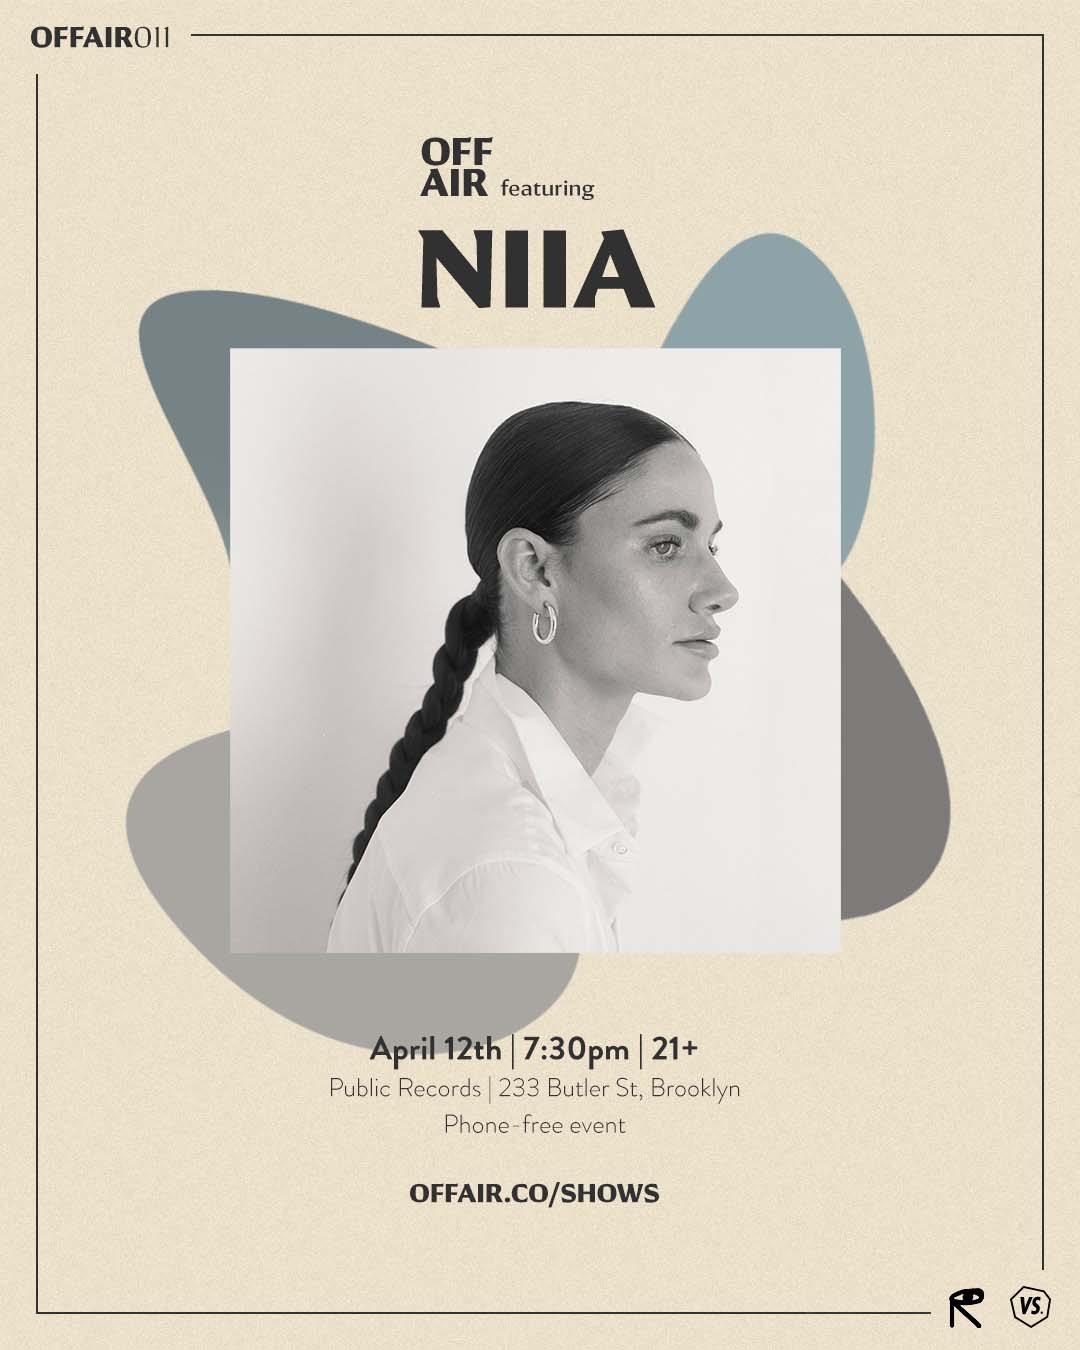 OFFAIR011
OFF
AIR featuring
NIIA
April 12th | 7:30pm | 21+
Public Records | 233 Butler St, Brooklyn
Phone-free event
OFFAIR.CO/SHOWS
R VS.